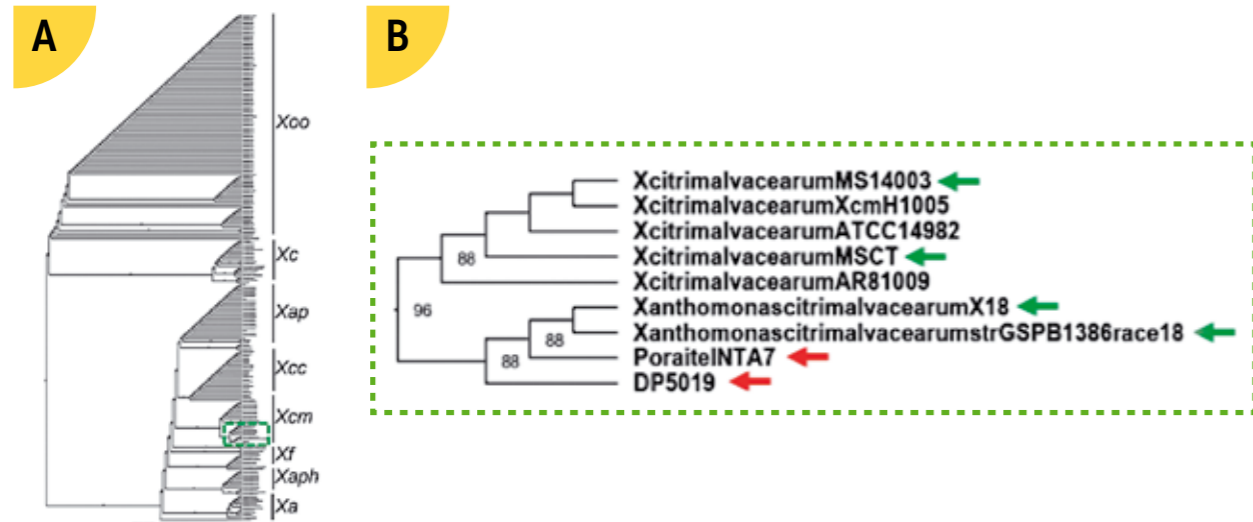 A
B
Xoo
Xc
Xap
Xcc
Xcm
Xf
Xaph
Xa
XcitrimalvacearumMS14003
XcitrimalvacearumXcmH1005
XcitrimalvacearumATCC14982
88
XcitrimalvacearumMSCT
XcitrimalvacearumAR81009
96
XanthomonascitrimalvacearumX18
88
XanthomonascitrimalvacearumstrGSPB1386race18
88
PoraiteINTA7
DP5019